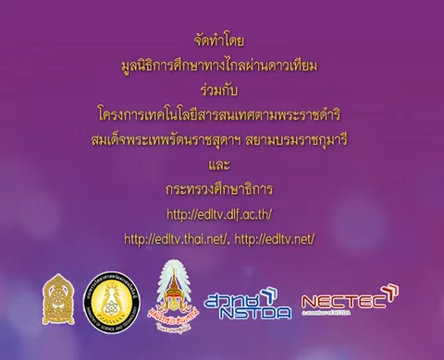 จัดทำโดย
มูลนิธิการศึกษาทางไกลผ่านดาวเทียม
ร่วมกับ
โครงการเทคโนโลยีสารสนเทศตามพระราชดำริ
สมเด็จพระเทพรัตนราชสุดาฯ สยามบรมราชกุมารี
และ
กระทรวงศึกษาธิการ
http://edltv.dlf.ac.th/
http://edltv.thai.net/, http://edltv.net/
สวทช
NSTDA
NECTEC
a member of NSTDA